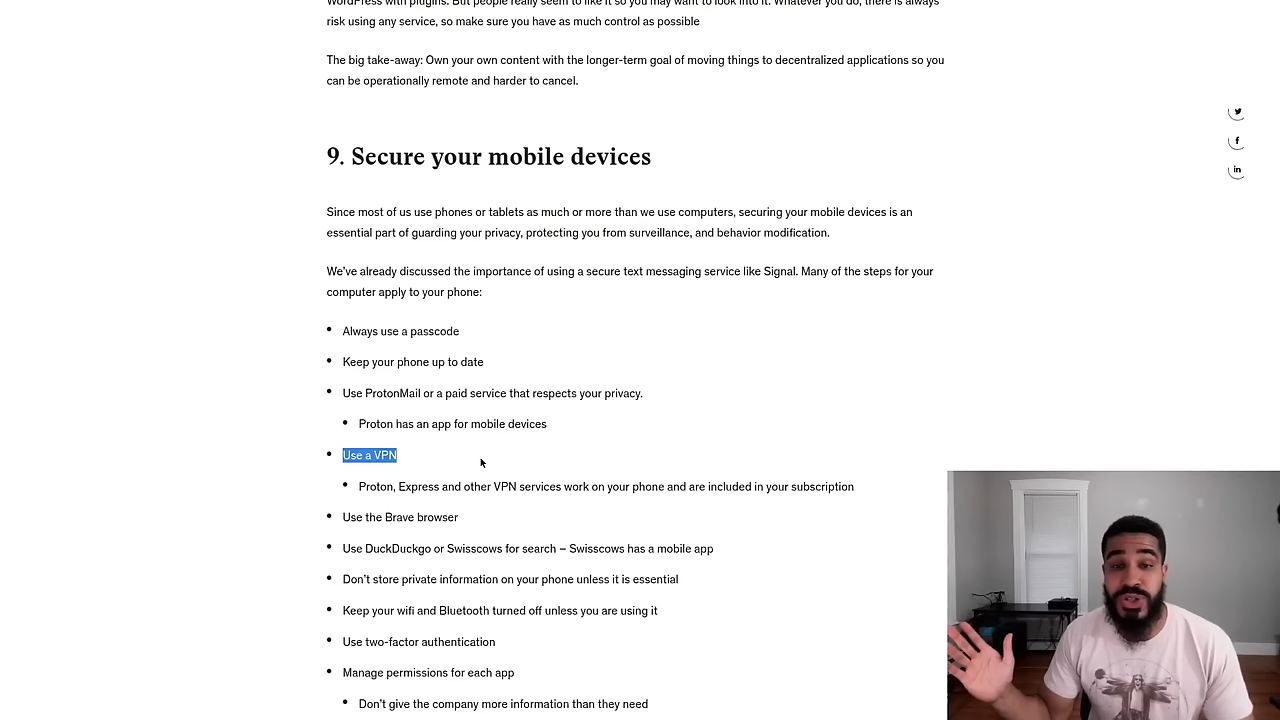 WordPress with plugins. But people really seem to like it so you may want to look into it. Whatever you do, there is always
risk using any service, so make sure you have as much control as possible
The big take-away: Own your own content with the longer-term goal of moving things to decentralized applications so you
can be operationally remote and harder to cancel.
9. Secure your mobile devices
Since most of us use phones or tablets as much or more than we use computers, securing your mobile devices is an
essential part of guarding your privacy, protecting you from surveillance, and behavior modification.
We've already discussed the importance of using a secure text messaging service like Signal. Many of the steps for your
computer apply to your phone:
• Always use a passcode
• Keep your phone up to date
• Use ProtonMail or a paid service that respects your privacy.
• Proton has an app for mobile devices
• Use a VPN
• Proton, Express and other VPN services work on your phone and are included in your subscription
• Use the Brave browser
• Use DuckDuckgo or Swisscows for search – Swisscows has a mobile app
• Don't store private information on your phone unless it is essential
• Keep your wifi and Bluetooth turned off unless you are using it
• Use two-factor authentication
• Manage permissions for each app
• Don't give the company more information than they need